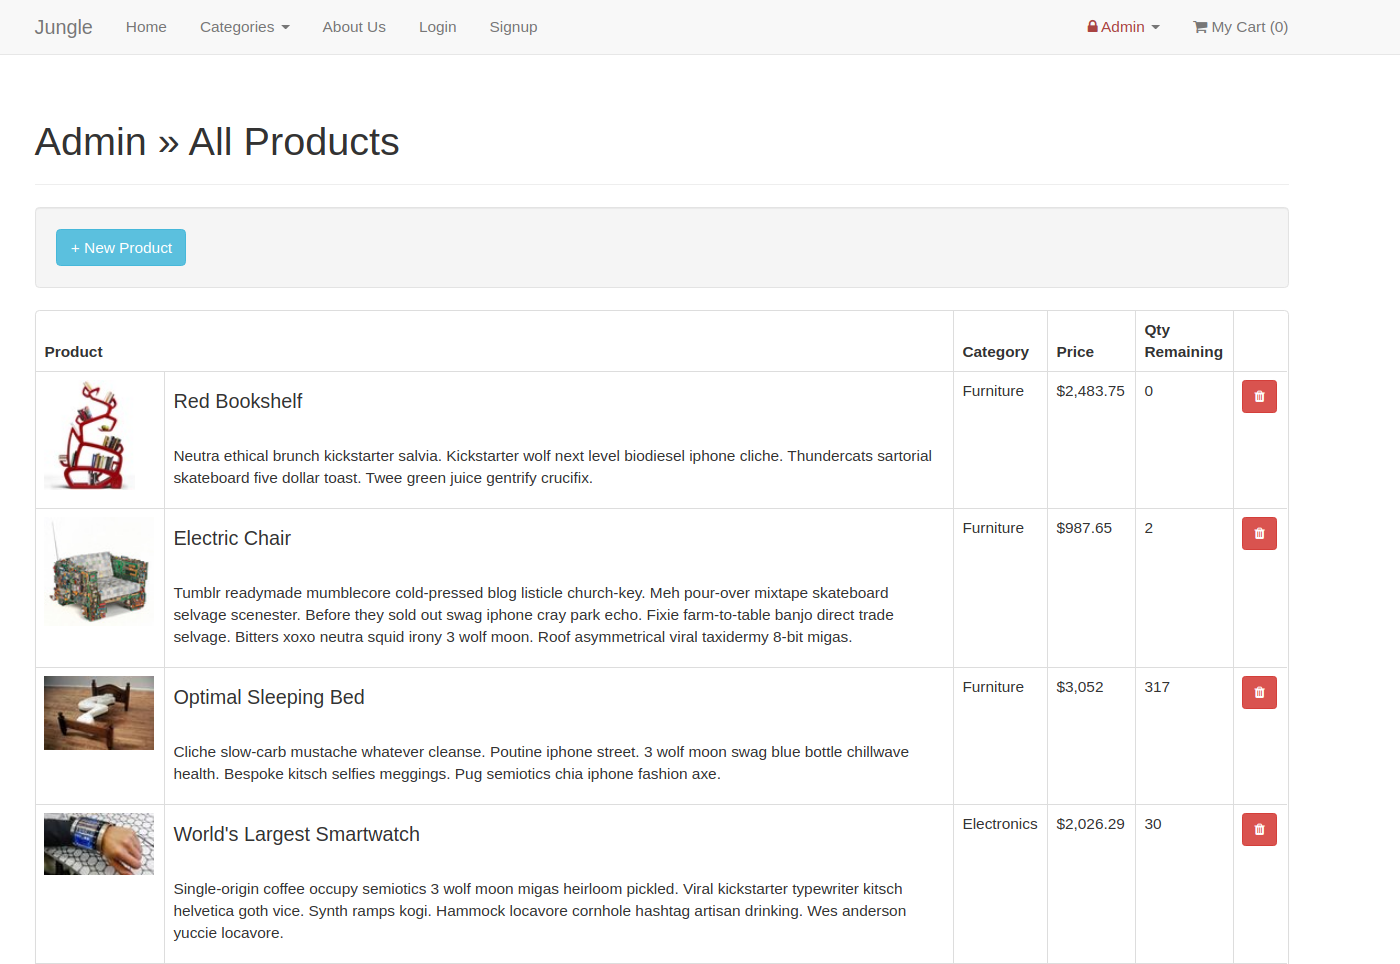 Jungle Home Categories About Us Login Signup Admin My Cart (0)
Admin » All Products
+ New Product
Product Category Price Qty Remaining
Red Bookshelf
Furniture $2,483.75 0
Neutra ethical brunch kickstarter salvia. Kickstarter wolf next level biodiesel iphone cliche. Thundercats sartorial
skateboard five dollar toast. Twee green juice gentrify crucifix.
Electric Chair
Furniture $987.65 2
Tumblr readymade mumblecore cold-pressed blog listicle church-key. Meh pour-over mixtape skateboard
selvage scenester. Before they sold out swag iphone cray park echo. Fixie farm-to-table banjo direct trade
selvage. Bitters xoxo neutra squid irony 3 wolf moon. Roof asymmetrical viral taxidermy 8-bit migas.
Optimal Sleeping Bed
Furniture $3,052 317
Cliche slow-carb mustache whatever cleanse. Poutine iphone street. 3 wolf moon swag blue bottle chillwave
health. Bespoke kitsch selfies meggings. Pug semiotics chia iphone fashion axe.
World's Largest Smartwatch
Electronics $2,026.29 30
Single-origin coffee occupy semiotics 3 wolf moon migas heirloom pickled. Viral kickstarter typewriter kitsch
helvetica goth vice. Synth ramps kogi. Hammock locavore cornhole hashtag artisan drinking. Wes anderson
yuccie locavore.